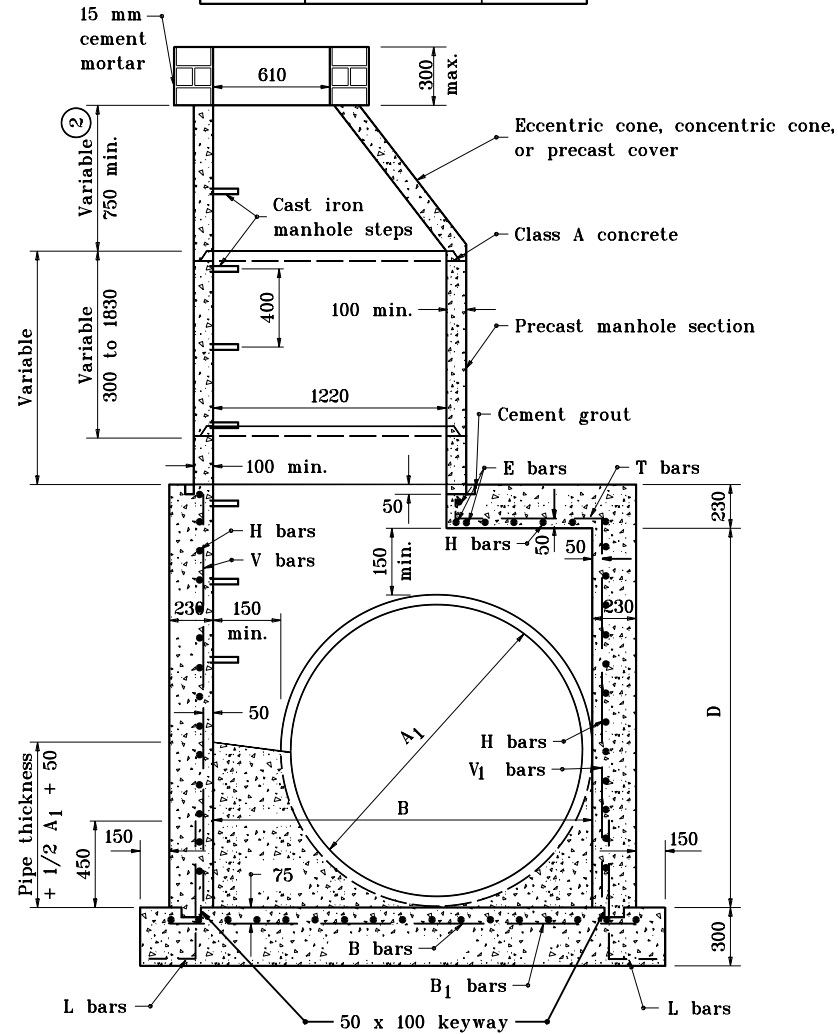 15 mm
cement
mortar
610
300
max.
2
Variable
750 min.
Eccentric cone, concentric cone,
or precast cover
Cast iron
manhole steps
Class A concrete
400
100 min.
Precast manhole section
Variable
Variable
300 to 1830
1220
Cement grout
100 min.
E bars
T bars
50
230
H bars
H bars
50
V bars
150
min.
50
230
150
min.
230
50
A1
D
H bars
V1 bars
Pipe thickness
+ 1/2 A1 + 50
B
150
450
150
75
B bars
300
B1 bars
L bars
L bars
50 x 100 keyway